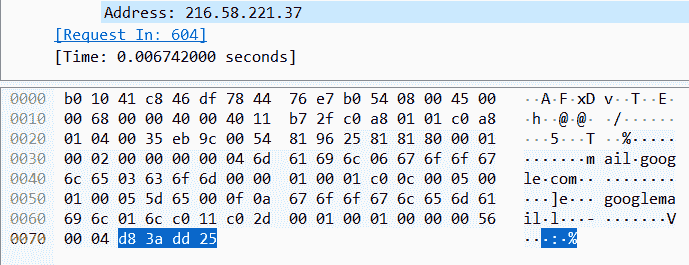 Address: 216.58.221.37
[Request In: 604]
[Time: 0.006742000 seconds]
0000 b0 10 41 c8 46 df 78 44 76 e7 b0 54 08 00 45 00 ··A·F·xD v··T··E·
0010 00 68 00 00 40 00 40 11 b7 2f c0 a8 01 01 c0 a8 ·h··@·@· ·/······
0020 01 04 00 35 eb 9c 00 54 81 96 25 81 81 80 00 01 ···5···T ··%·····
0030 00 02 00 00 00 00 04 6d 61 69 6c 06 67 6f 6f 67 ·······m ail·goog
0040 6c 65 03 63 6f 6d 00 00 01 00 01 c0 0c 00 05 00 le·com·· ········
0050 01 00 05 5d 65 00 0f 0a 67 6f 6f 67 6c 65 6d 61 ···]e··· googlema
0060 69 6c 01 6c c0 11 c0 2d 00 01 00 01 00 00 00 56 il·l···- ·······V
0070 00 04 d8 3a dd 25 ···:·%